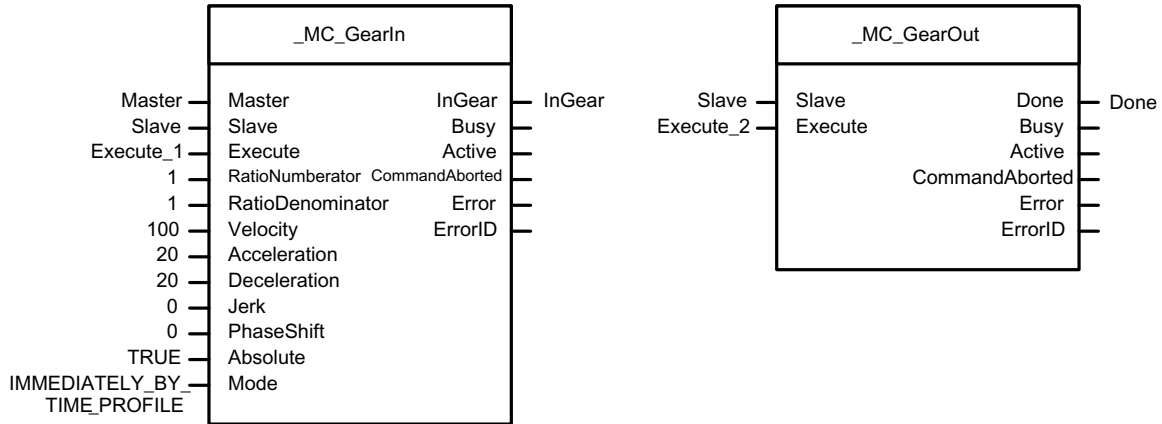 _MC_GearIn
Master Master InGear InGear
Slave Slave Busy
Execute_1 Execute Active
1 RatioNumberator CommandAborted
1 RatioDenominator Error
100 Velocity ErrorID
20 Acceleration
20 Deceleration
0 Jerk
0 PhaseShift
TRUE Absolute
IMMEDIATELY_BY_ Mode
TIME_PROFILE
_MC_GearOut
Slave Slave Done Done
Execute_2 Execute Busy
Active
CommandAborted
Error
ErrorID